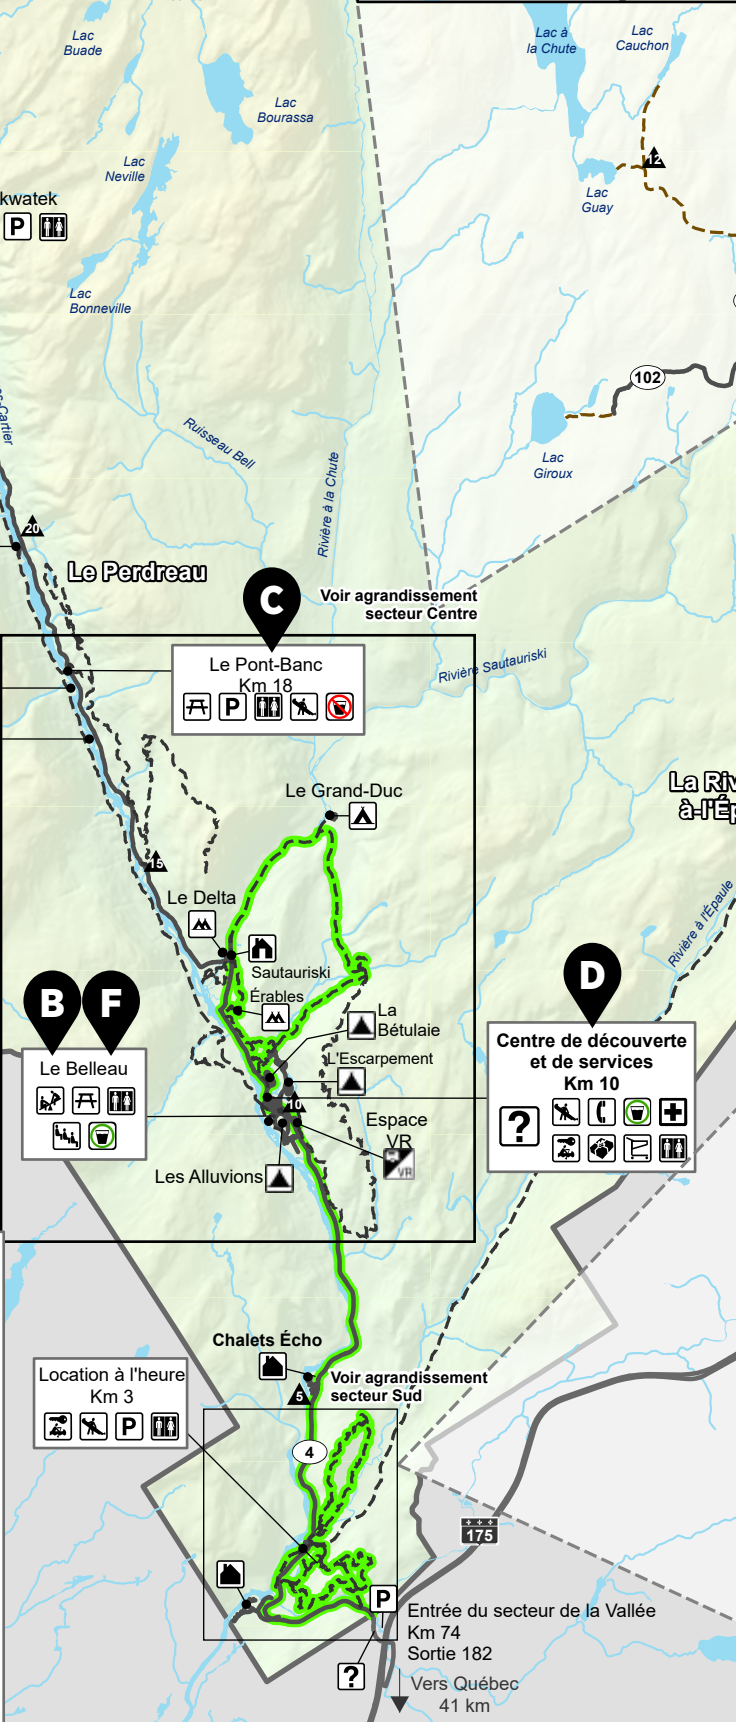 Lac
Buade
Lac à
la Chute
Lac
Cauchon
Lac
Bourassa
Lac
Neville
12
Lac
Guay
kwatek
P
Lac
Bonneville
102
s-Cartier
Ruisseau Bell
Rivière à la Chute
Lac
Giroux
20
Le Perdreau
C
Voir agrandissement
secteur Centre
Le Pont-Banc
Km 18
P
Rivière Sautauriski
La Riv
à-l'Ép
Le Grand-Duc
15
Le Delta
Rivière à l'Épaule
Sautauriski
Érables
B F
D
La
Bétulaie
Le Belleau
L'Escarpement
Centre de découverte
et de services
Km 10
?
10
Espace
VR
VR
Les Alluvions
Chalets Écho
5
Voir agrandissement
secteur Sud
Location à l'heure
Km 3
P
4
175
P
Entrée du secteur de la Vallée
Km 74
Sortie 182
?
Vers Québec
41 km